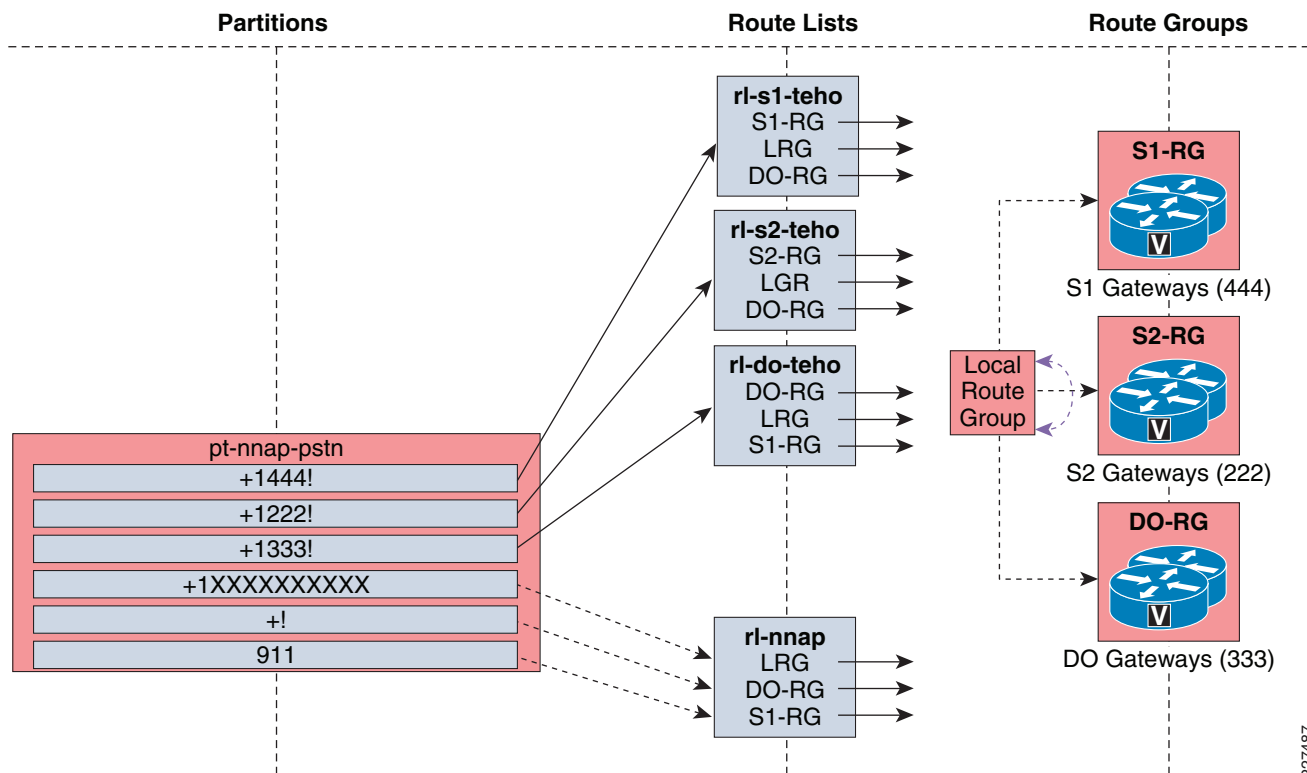 Partitions
Route Lists
Route Groups
rl-s1-teho
S1-RG
LRG
DO-RG
rl-s2-teho
S2-RG
LGR
DO-RG
rl-do-teho
DO-RG
LRG
S1-RG
pt-nnap-pstn
+1444!
+1222!
+1333!
+1XXXXXXXXXX
+!
911
rl-nnap
LRG
DO-RG
S1-RG
Local
Route
Group
S1-RG
V
S1 Gateways (444)
S2-RG
V
S2 Gateways (222)
DO-RG
V
DO Gateways (333)